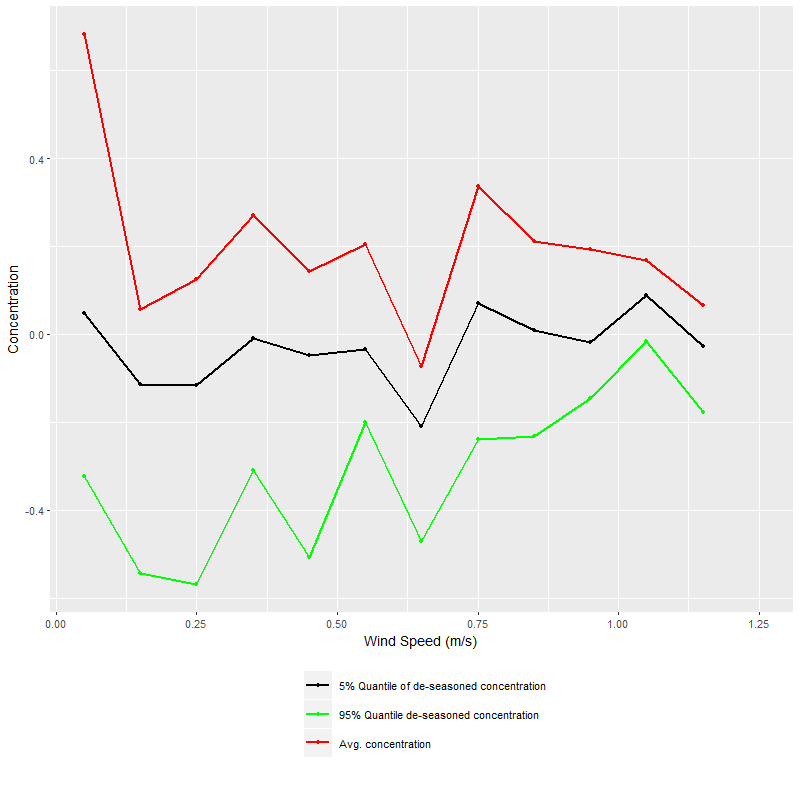 0.4
0.0
-0.4
Concentration
0.00 0.25 0.50 0.75 1.00 1.25
Wind Speed (m/s)
5% Quantile of de-seasoned concentration
95% Quantile de-seasoned concentration
Avg. concentration